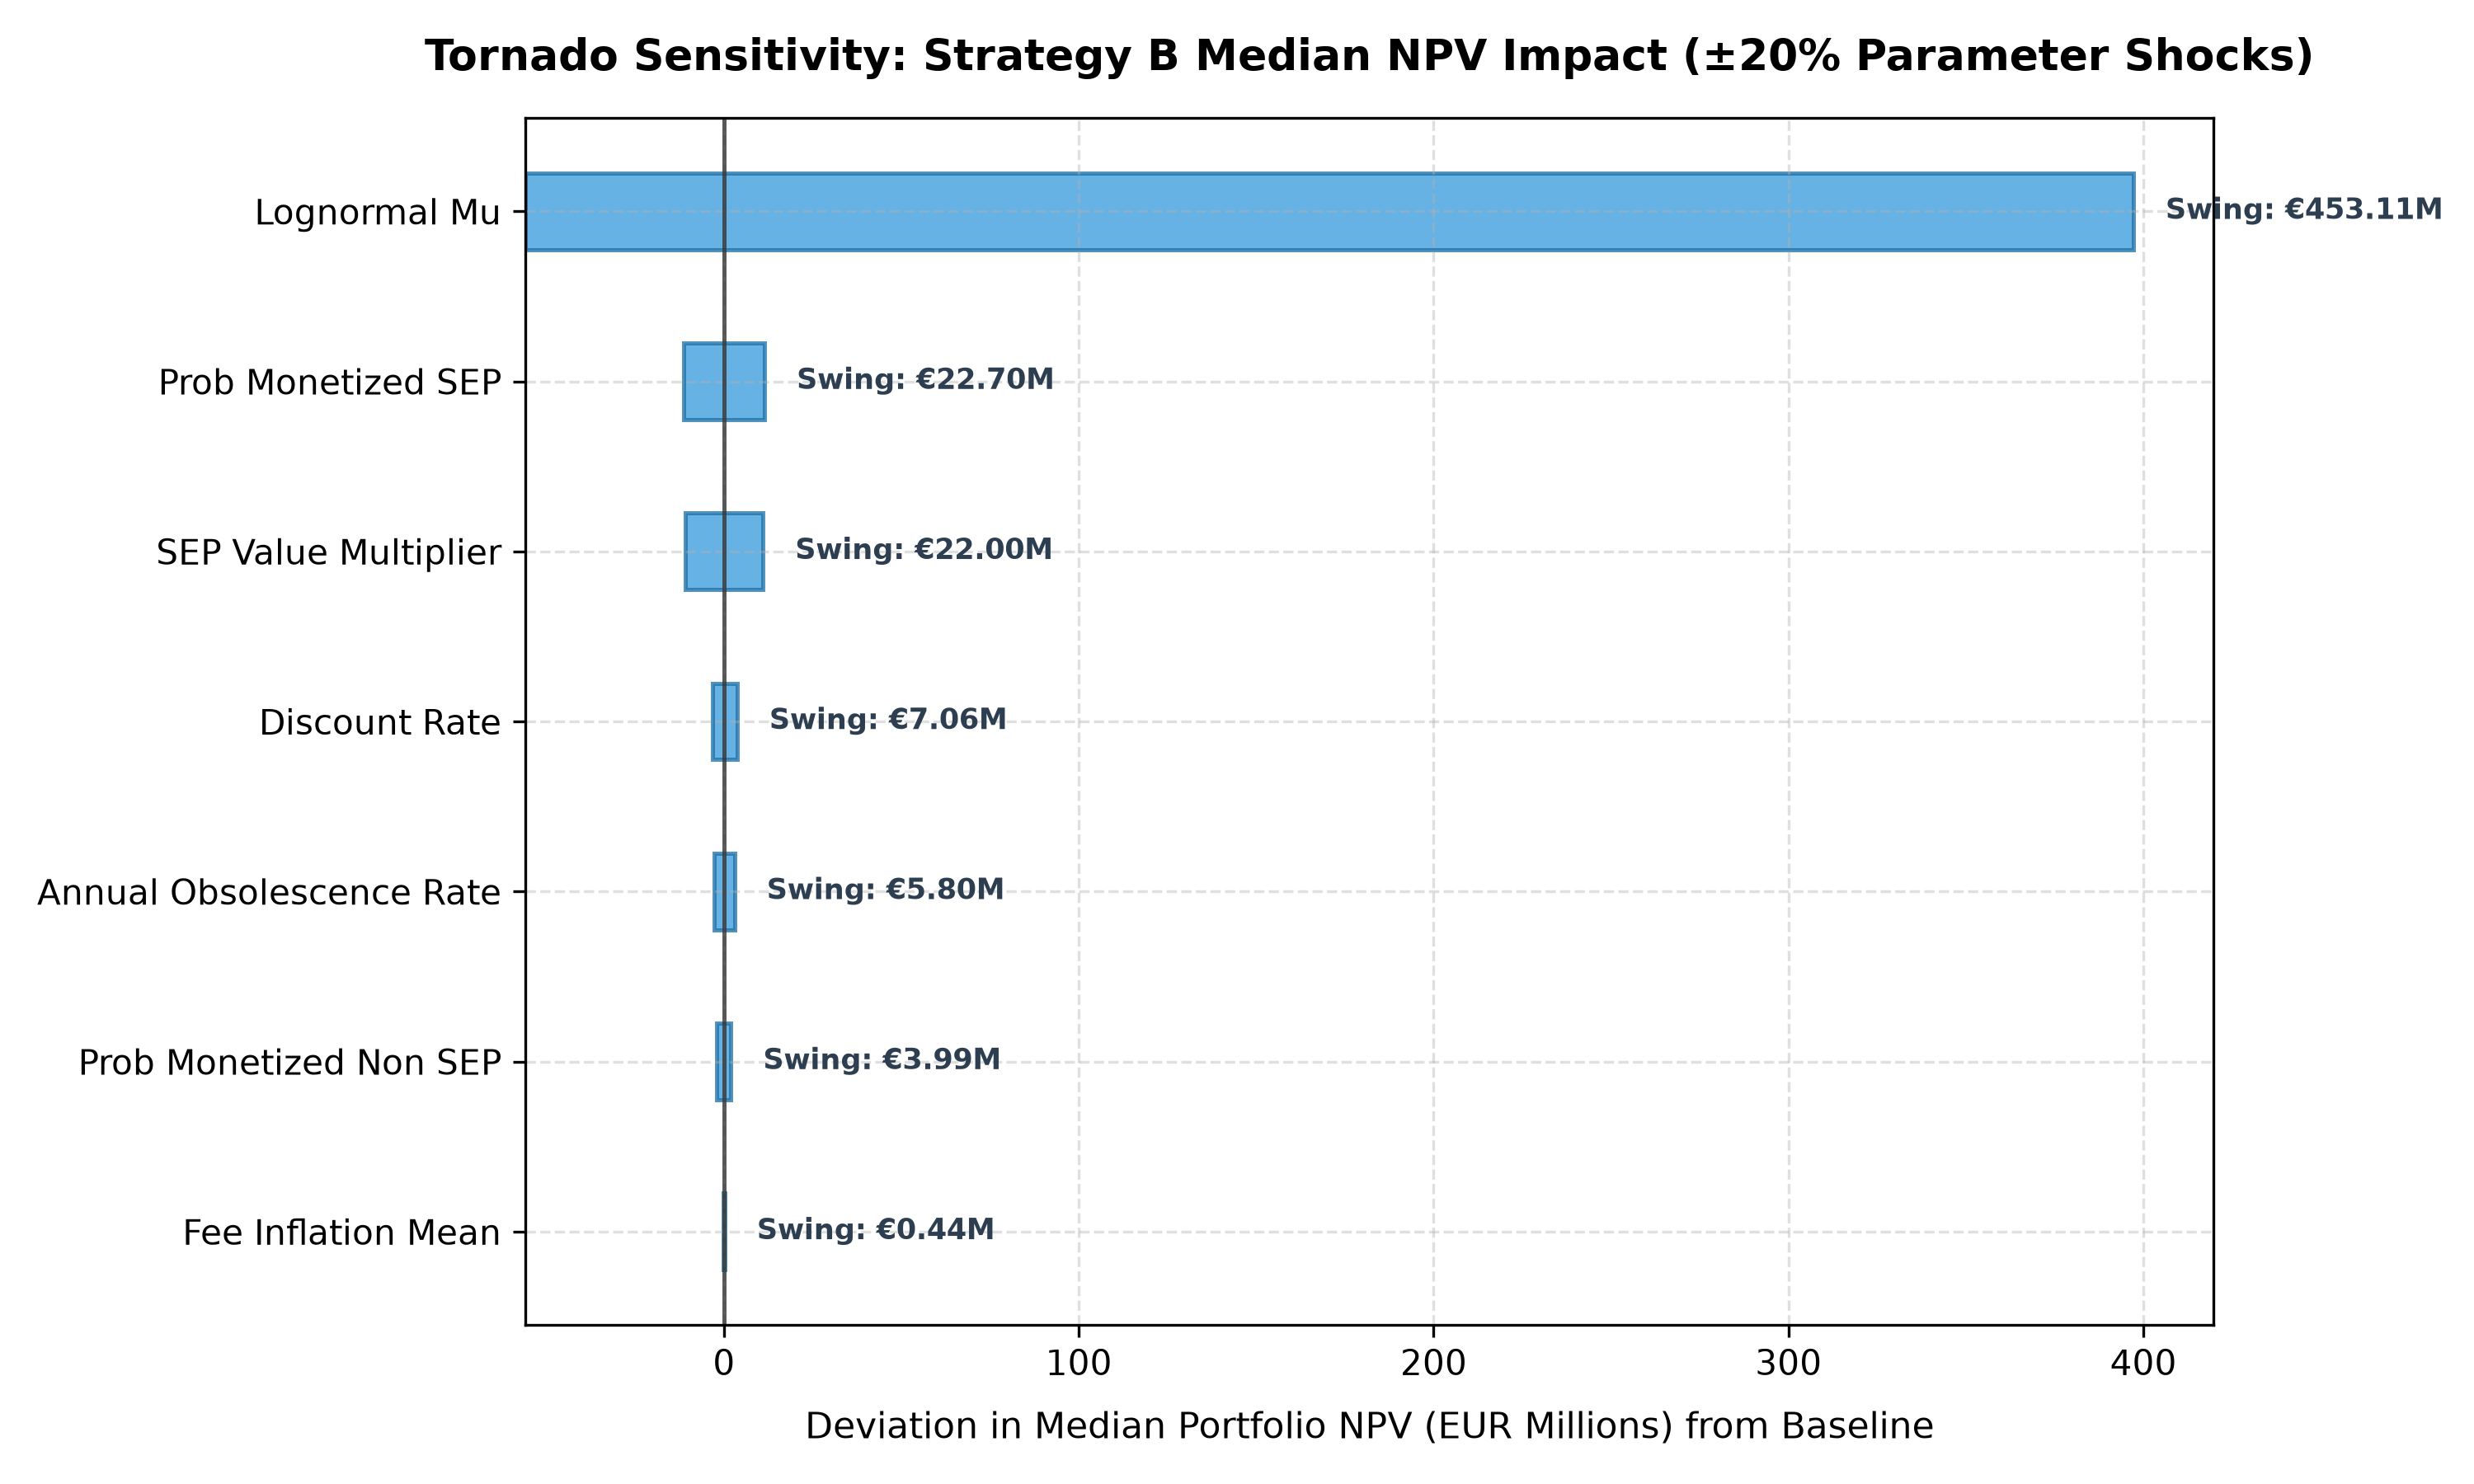 Tornado Sensitivity: Strategy B Median NPV Impact (±20% Parameter Shocks)
Lognormal Mu
Swing: €453.11M
Prob Monetized SEP
Swing: €22.70M
SEP Value Multiplier
Swing: €22.00M
Discount Rate
Swing: €7.06M
Annual Obsolescence Rate
Swing: €5.80M
Prob Monetized Non SEP
Swing: €3.99M
Fee Inflation Mean
Swing: €0.44M
0 100 200 300 400
Deviation in Median Portfolio NPV (EUR Millions) from Baseline